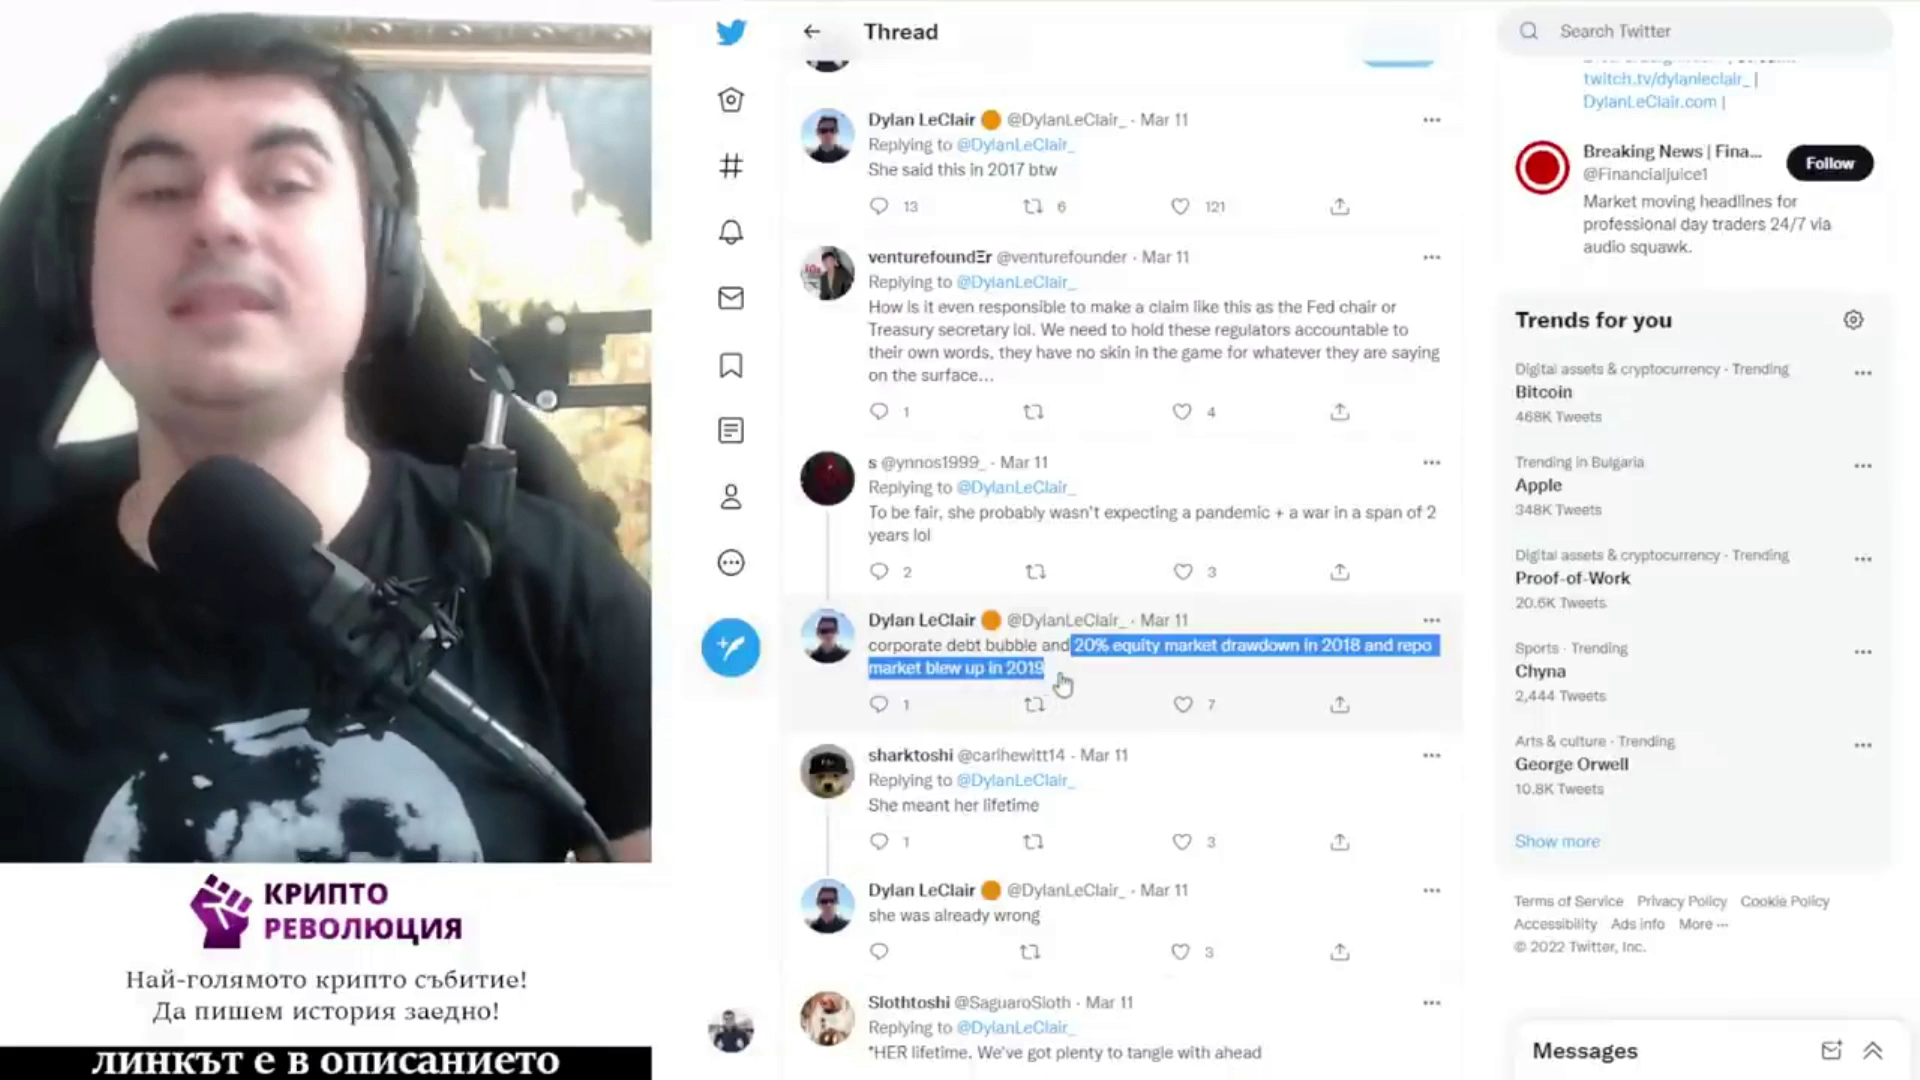 КРИПТО
РЕВОЛЮЦИЯ
Най-голямото крипто събитие!
Да пишем история заедно!
линкът е в описанието
Thread
Dylan LeClair @DylanLeClair_ · Mar 11
Replying to @DylanLeClair_
She said this in 2017 btw
13 6 121
venturefoundΞr @venturefounder · Mar 11
Replying to @DylanLeClair_
How is it even responsible to make a claim like this as the Fed chair or
Treasury secretary lol. We need to hold these regulators accountable to
their own words, they have no skin in the game for whatever they are saying
on the surface...
1 4
s @ynnos1999_ · Mar 11
Replying to @DylanLeClair_
To be fair, she probably wasn't expecting a pandemic + a war in a span of 2
years lol
2 3
Dylan LeClair @DylanLeClair_ · Mar 11
corporate debt bubble and 20% equity market drawdown in 2018 and repo
market blew up in 2019
1 7
sharktoshi @carlhewitt14 · Mar 11
Replying to @DylanLeClair_
She meant her lifetime
1 3
Dylan LeClair @DylanLeClair_ · Mar 11
she was already wrong
3
Slothtoshi @SaguaroSloth · Mar 11
Replying to @DylanLeClair_
*HER lifetime. We've got plenty to tangle with ahead
Search Twitter
twitch.tv/dylanleclair_ |
DylanLeClair.com |
Breaking News | Fina...
@Financialjuice1
Follow
Market moving headlines for
professional day traders 24/7 via
audio squawk.
Trends for you
Digital assets & cryptocurrency · Trending
Bitcoin
468K Tweets
Trending in Bulgaria
Apple
348K Tweets
Digital assets & cryptocurrency · Trending
Proof-of-Work
20.6K Tweets
Sports · Trending
Chyna
2,444 Tweets
Arts & culture · Trending
George Orwell
10.8K Tweets
Show more
Terms of Service Privacy Policy Cookie Policy
Accessibility Ads info More ···
© 2022 Twitter, Inc.
Messages